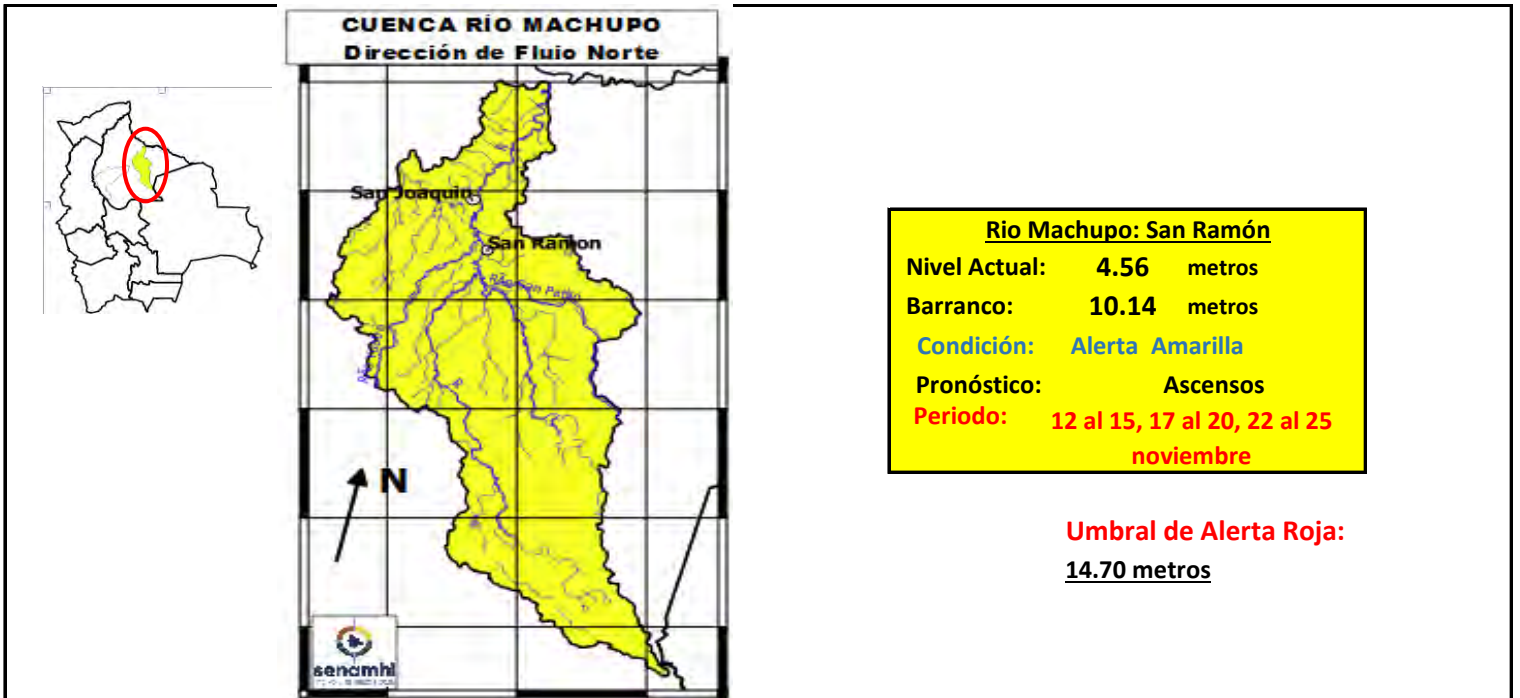 CUENCA RÍO MACHUPO
Dirección de Fluio Norte
San Joaquin
San Ramon
N
senamhi
Rio Machupo: San Ramón
Nivel Actual: 4.56 metros
Barranco: 10.14 metros
Condición: Alerta Amarilla
Pronóstico: Ascensos
Periodo: 12 al 15, 17 al 20, 22 al 25
noviembre
Umbral de Alerta Roja:
14.70 metros